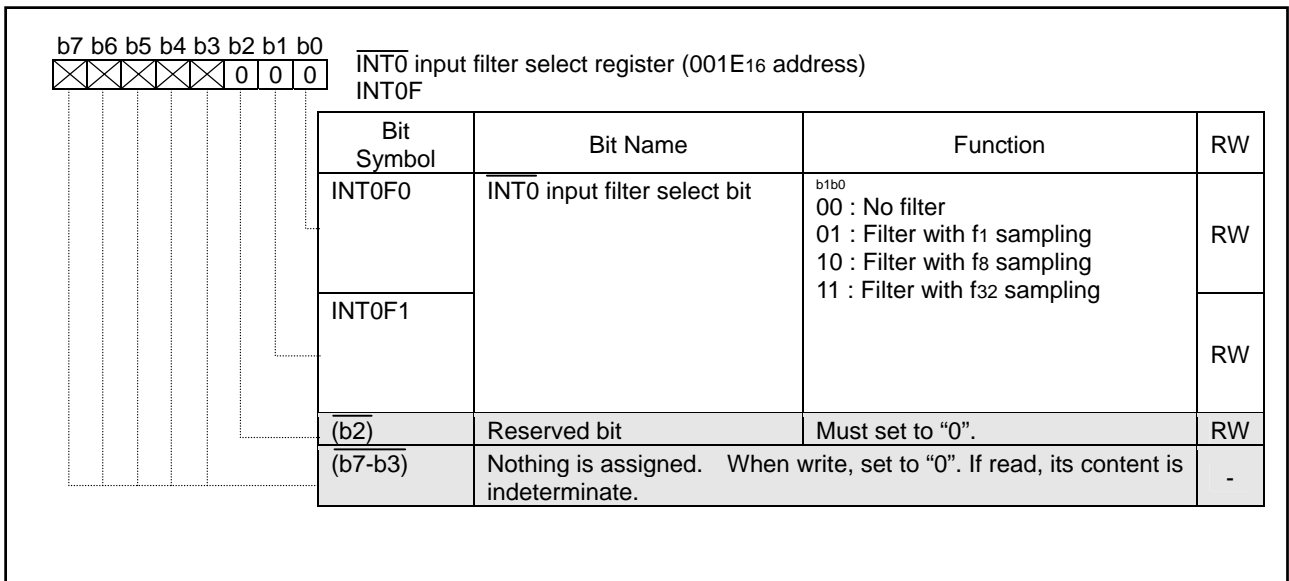 b7 b6 b5 b4 b3 b2 b1 b0
0 0 0
INT0 input filter select register (001E16 address)
INT0F
Bit Symbol Bit Name Function RW
INT0F0 INT0 input filter select bit b1b0
00 : No filter
01 : Filter with f1 sampling
10 : Filter with f8 sampling
11 : Filter with f32 sampling
RW
INT0F1
RW
(b2) Reserved bit Must set to “0”. RW
(b7-b3) Nothing is assigned. When write, set to “0”. If read, its content is
indeterminate.
-